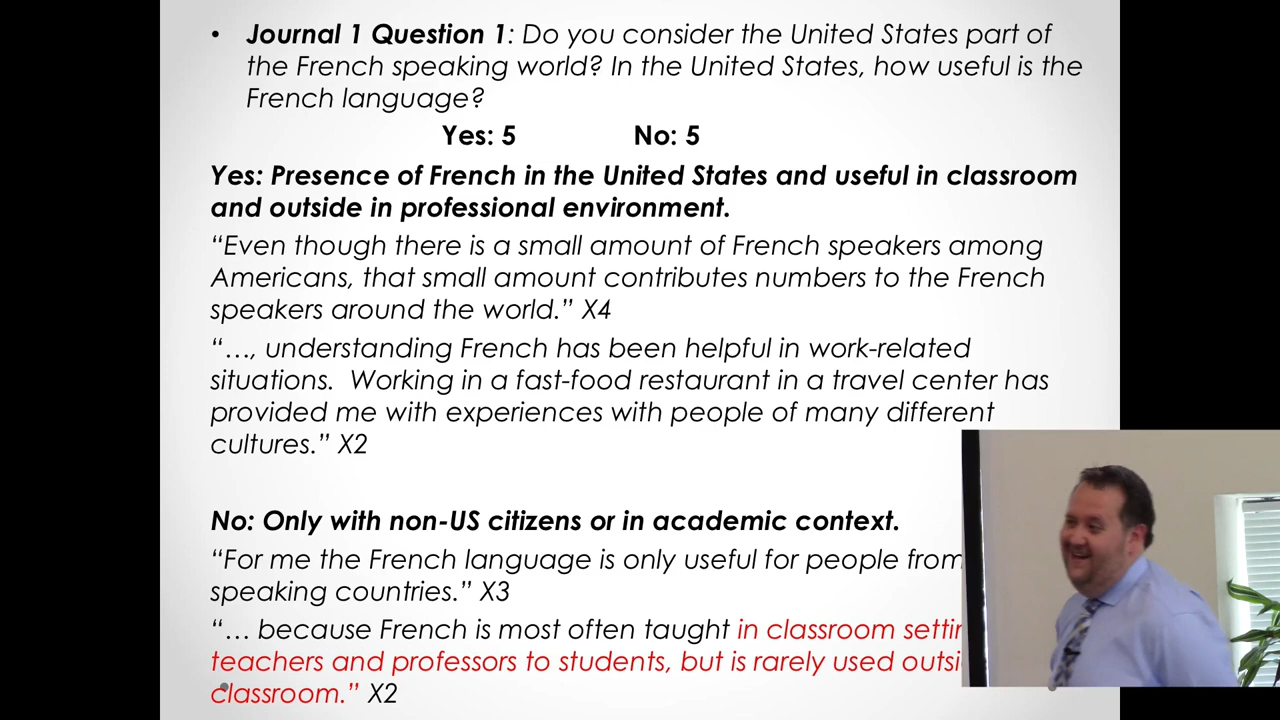 • Journal 1 Question 1: Do you consider the United States part of
the French speaking world? In the United States, how useful is the
French language?
Yes: 5 No: 5
Yes: Presence of French in the United States and useful in classroom
and outside in professional environment.
“Even though there is a small amount of French speakers among
Americans, that small amount contributes numbers to the French
speakers around the world.” X4
“…, understanding French has been helpful in work-related
situations. Working in a fast-food restaurant in a travel center has
provided me with experiences with people of many different
cultures.” X2
No: Only with non-US citizens or in academic context.
“For me the French language is only useful for people from
speaking countries.” X3
“… because French is most often taught in classroom
teachers and professors to students, but is rarely used
classroom.” X2